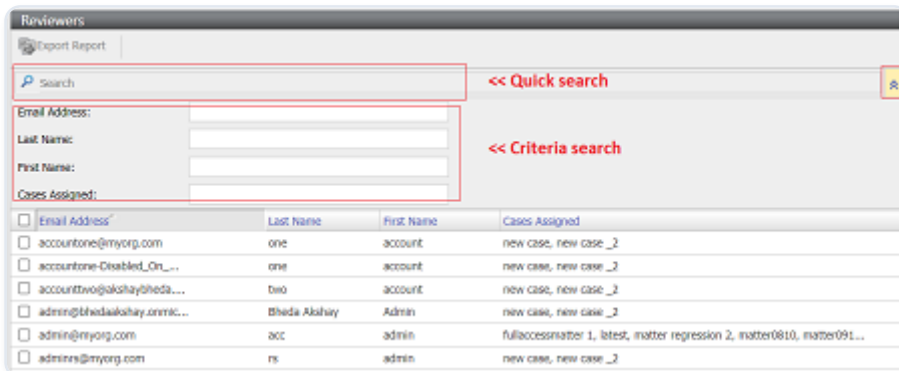 Reviewers
Export Report
Search << Quick search
Email Address:
Last Name: << Criteria search
First Name:
Cases Assigned:
Email Address Last Name First Name Cases Assigned
accountone@myorg.com one account new case, new case _2
accountone-Disabled_On_... one account new case, new case _2
accounttwo@akshaybheda.... two account new case, new case _2
admin@bhedaakshay.onmic... Bheda Akshay Admin new case, new case _2
admin@myorg.com acc admin fullaccessmatter 1, latest, matter regression 2, matter0810, matter091...
adminrs@myorg.com rs admin new case, new case _2